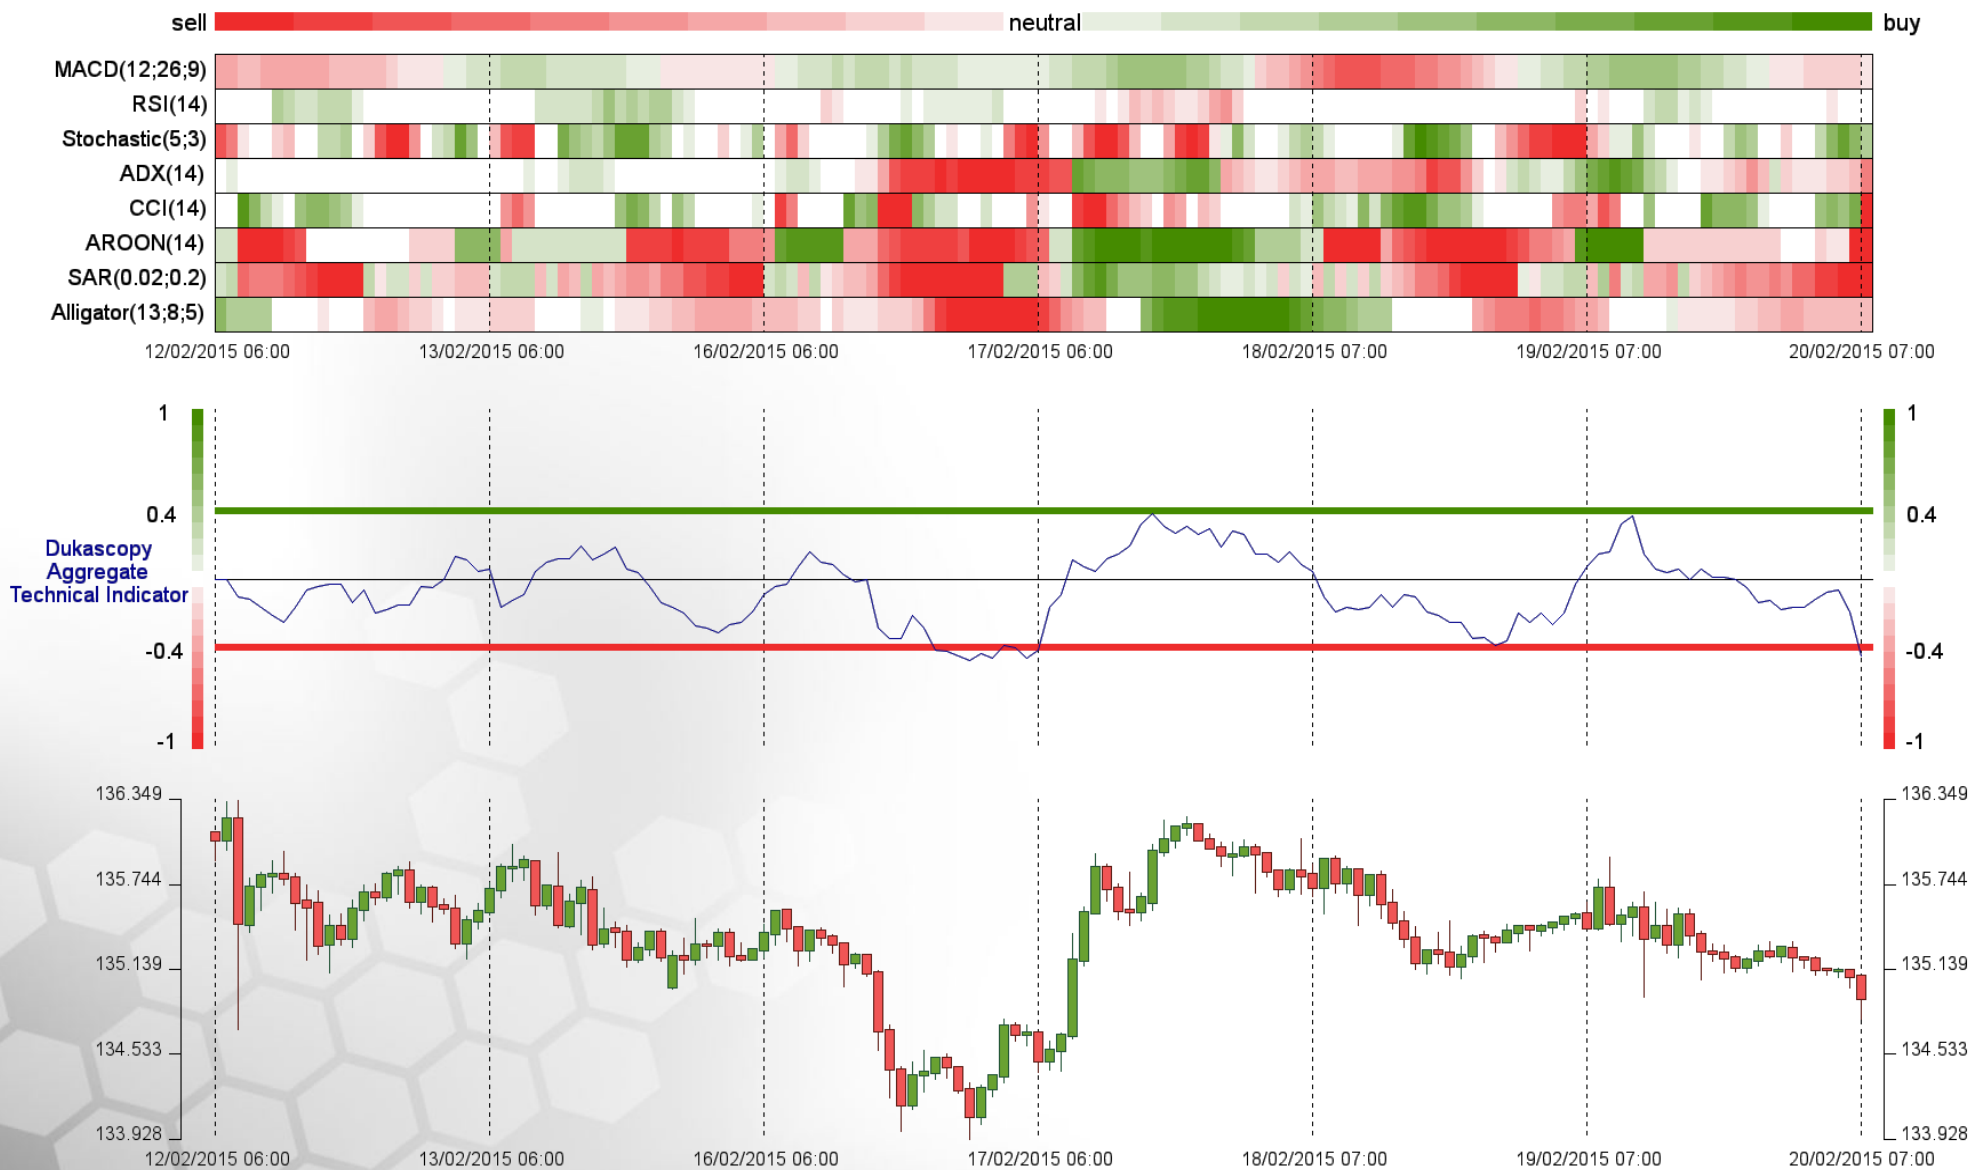 sell neutral buy
MACD(12;26;9)
RSI(14)
Stochastic(5;3)
ADX(14)
CCI(14)
AROON(14)
SAR(0.02;0.2)
Alligator(13;8;5)
12/02/2015 06:00 13/02/2015 06:00 16/02/2015 06:00 17/02/2015 06:00 18/02/2015 07:00 19/02/2015 07:00 20/02/2015 07:00
1 1
0.4 0.4
Dukascopy
Aggregate
Technical Indicator
-0.4 -0.4
-1 -1
136.349 136.349
135.744 135.744
135.139 135.139
134.533 134.533
133.928 133.928
12/02/2015 06:00 13/02/2015 06:00 16/02/2015 06:00 17/02/2015 06:00 18/02/2015 07:00 19/02/2015 07:00 20/02/2015 07:00